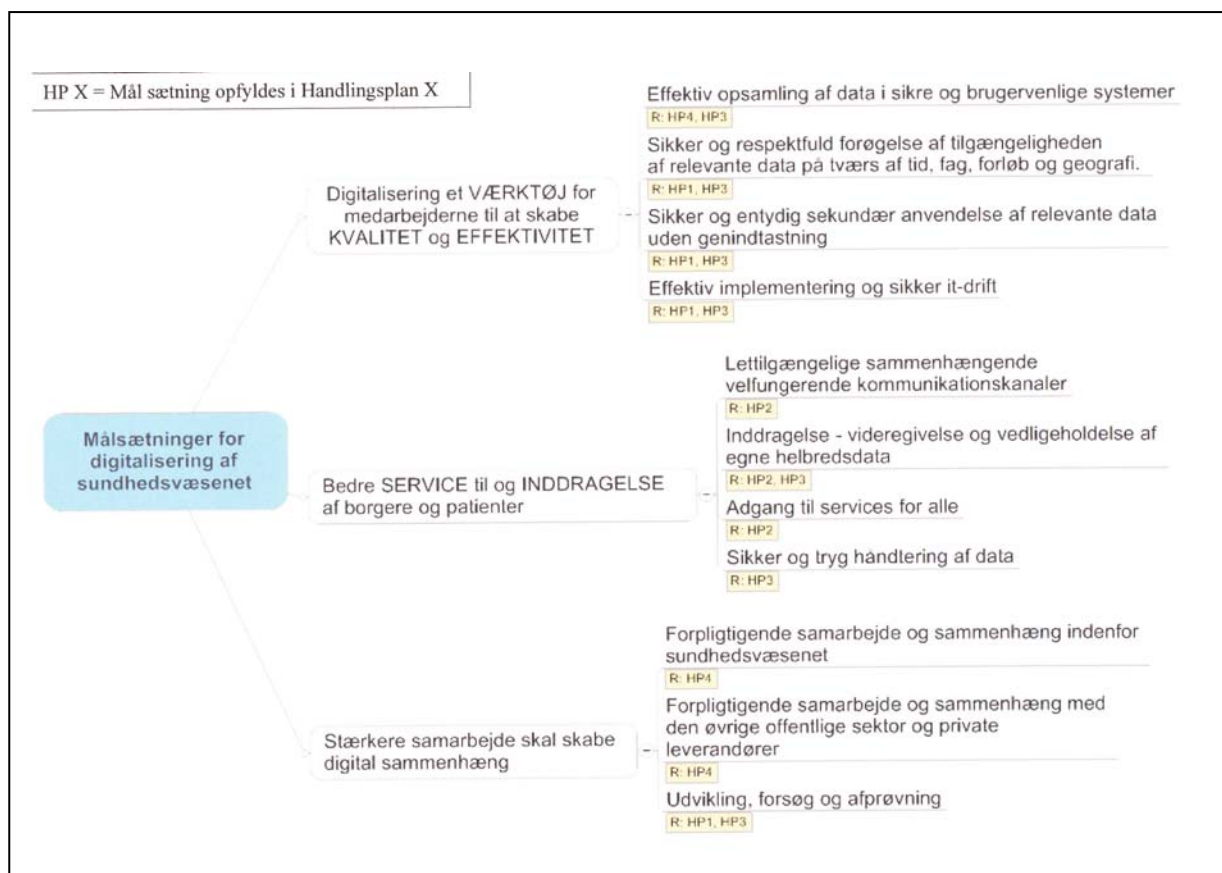 HP X = Mål sætning opfyldes i Handlingsplan X
Målsætninger for
digitalisering af
sundhedsvæsenet
Digitalisering et VÆRKTØJ for
medarbejderne til at skabe
KVALITET og EFFEKTIVITET
Effektiv opsamling af data i sikre og brugervenlige systemer
R: HP4, HP3
Sikker og respektfuld forøgelse af tilgængeligheden
af relevante data på tværs af tid, fag, forløb og geografi.
R: HP1, HP3
Sikker og entydig sekundær anvendelse af relevante data
uden genindtastning
R: HP1, HP3
Effektiv implementering og sikker it-drift
R: HP1, HP3
Bedre SERVICE til og INDDRAGELSE
af borgere og patienter
Lettilgængelige sammenhængende
velfungerende kommunikationskanaler
R: HP2
Inddragelse - videregivelse og vedligeholdelse af
egne helbredsdata
R: HP2, HP3
Adgang til services for alle
R: HP2
Sikker og tryg håndtering af data
R: HP3
Stærkere samarbejde skal skabe
digital sammenhæng
Forpligtigende samarbejde og sammenhæng indenfor
sundhedsvæsenet
R: HP4
Forpligtigende samarbejde og sammenhæng med
den øvrige offentlige sektor og private
leverandører
R: HP4
Udvikling, forsøg og afprøvning
R: HP1, HP3